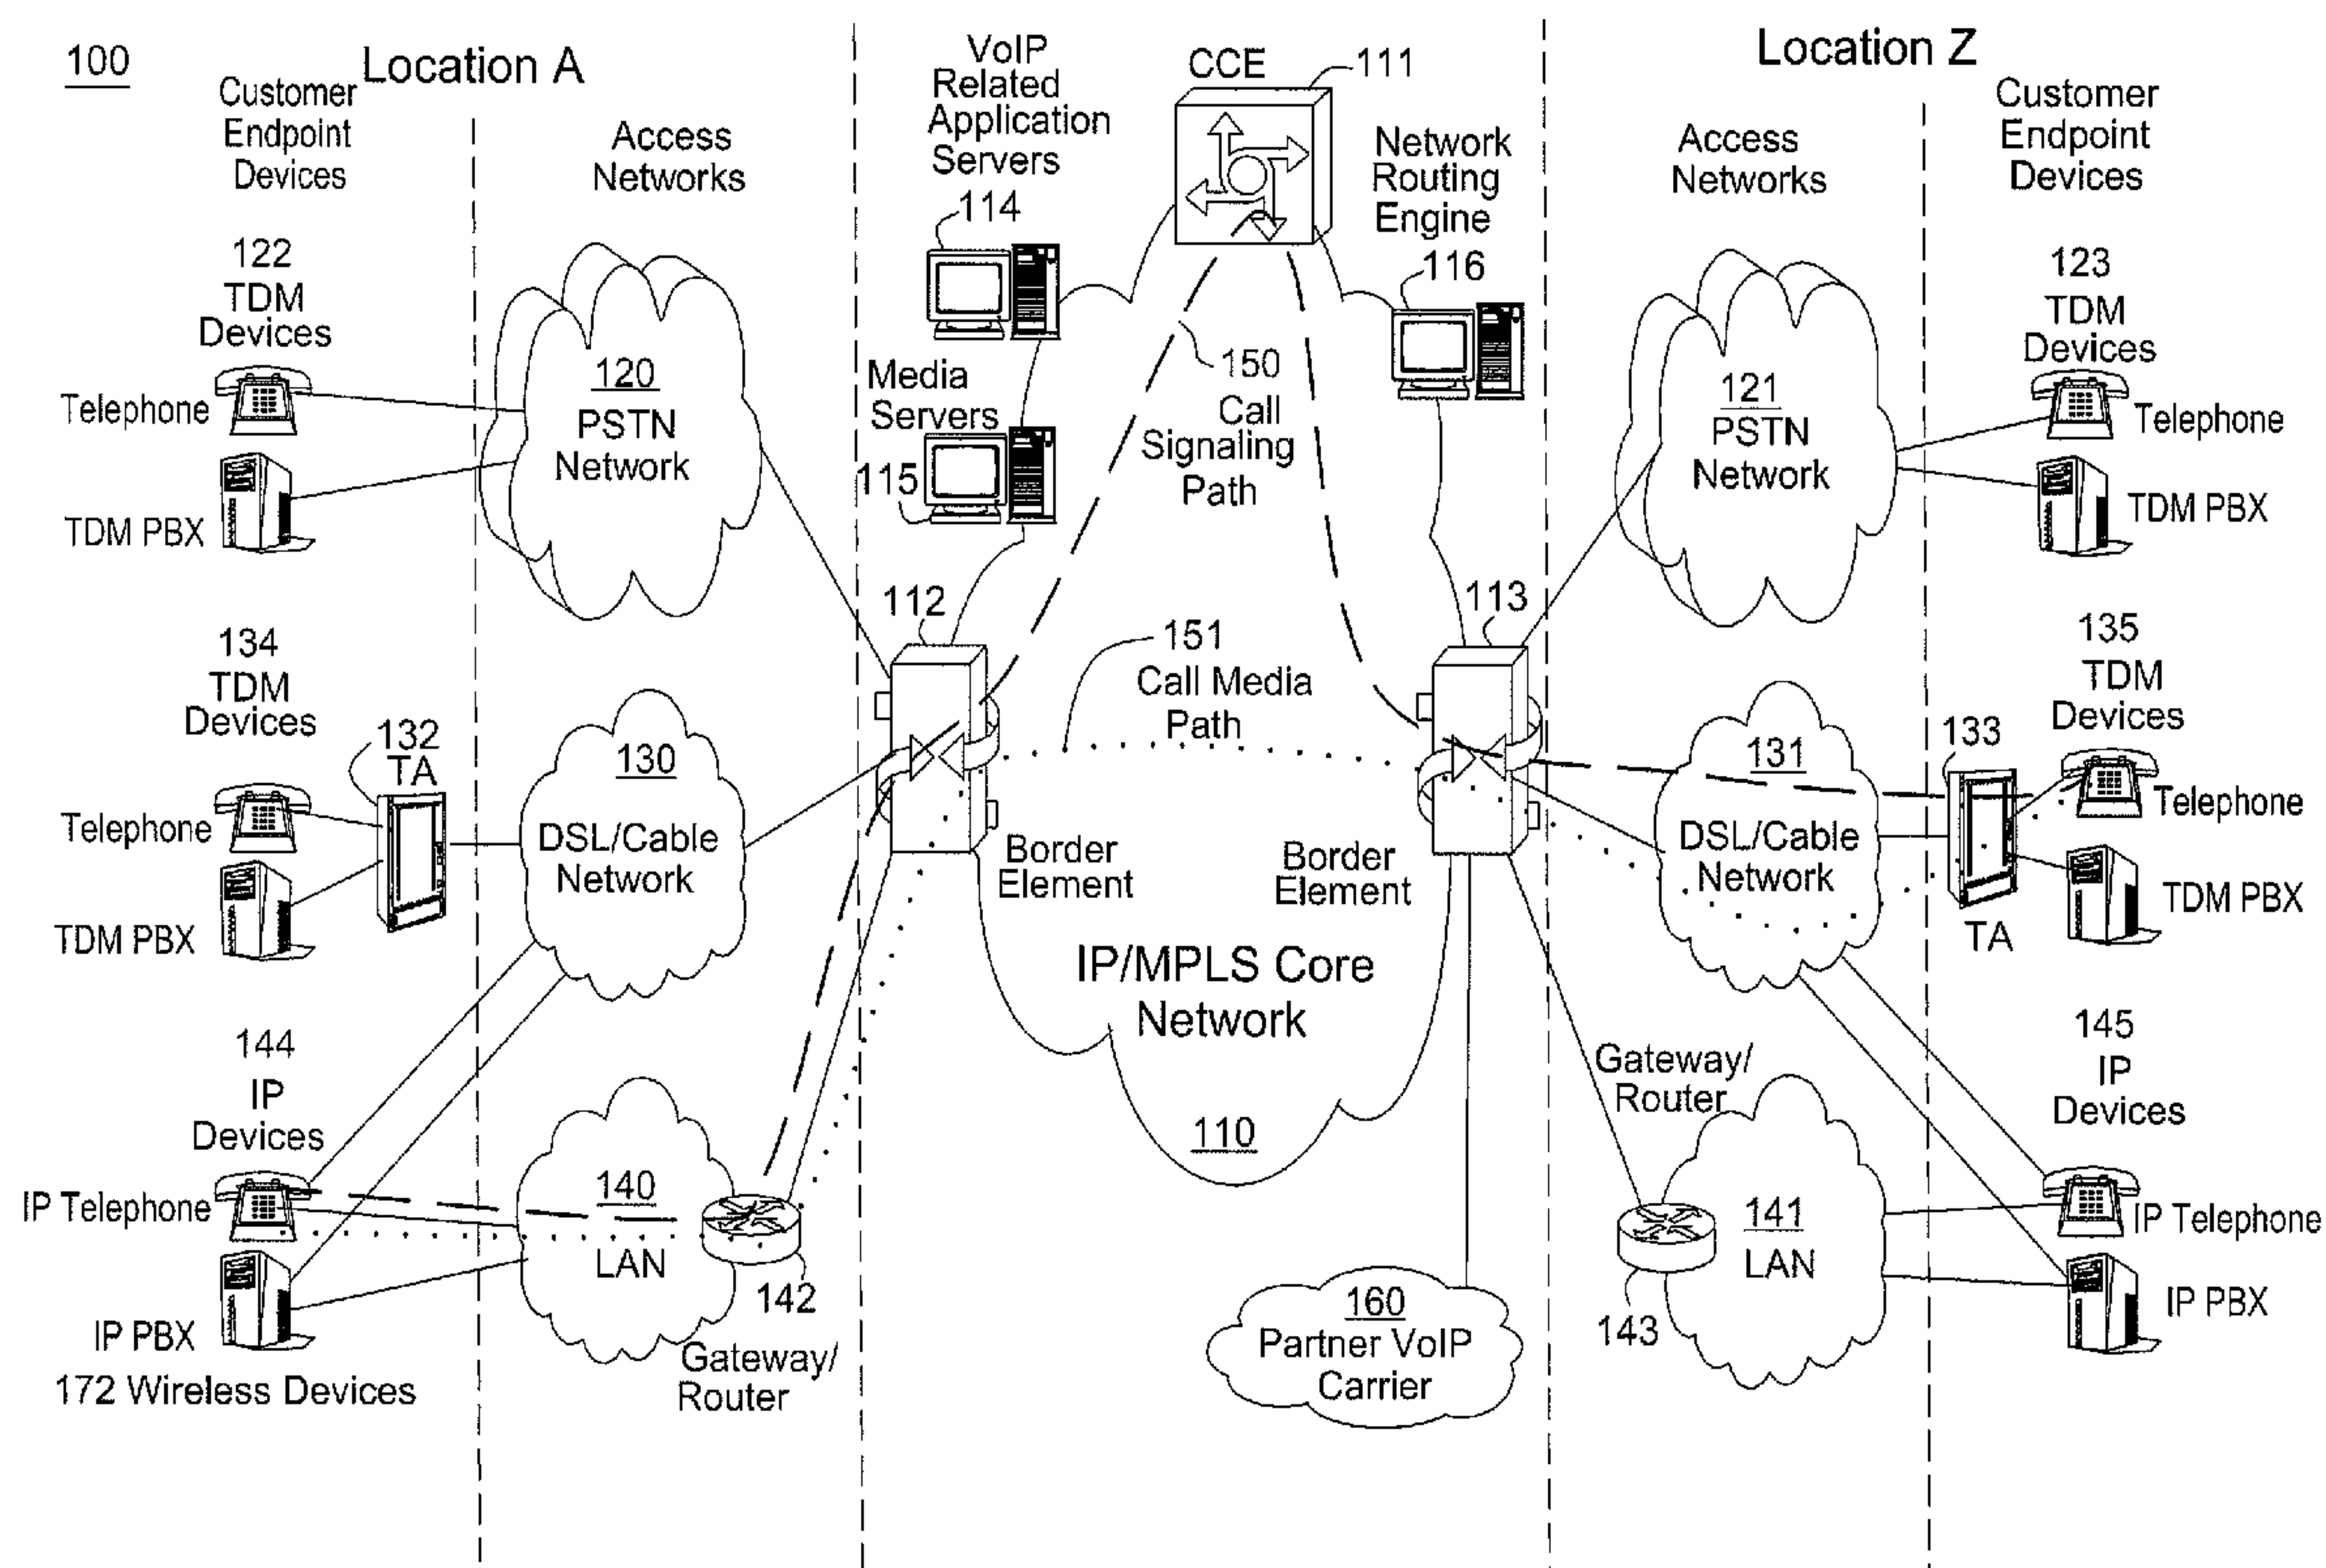 100
Location A
Customer
Endpoint
Devices
Access
Networks
VoIP
Related
Application
Servers
114
CCE
111
Network
Routing
Engine
116
Location Z
Access
Networks
Customer
Endpoint
Devices
122
TDM
Devices
Telephone
TDM PBX
120
PSTN
Network
Media
Servers
115
150
Call
Signaling
Path
121
PSTN
Network
123
TDM
Devices
Telephone
TDM PBX
112
113
151
Call Media
Path
134
TDM
Devices
132
TA
Telephone
TDM PBX
130
DSL/Cable
Network
Border
Element
Border
Element
131
DSL/Cable
Network
133
TA
135
TDM
Devices
Telephone
TDM PBX
IP/MPLS Core
Network
110
144
IP
Devices
IP Telephone
IP PBX
172 Wireless Devices
140
LAN
142
Gateway/
Router
160
Partner VoIP
Carrier
Gateway/
Router
143
141
LAN
145
IP
Devices
IP Telephone
IP PBX